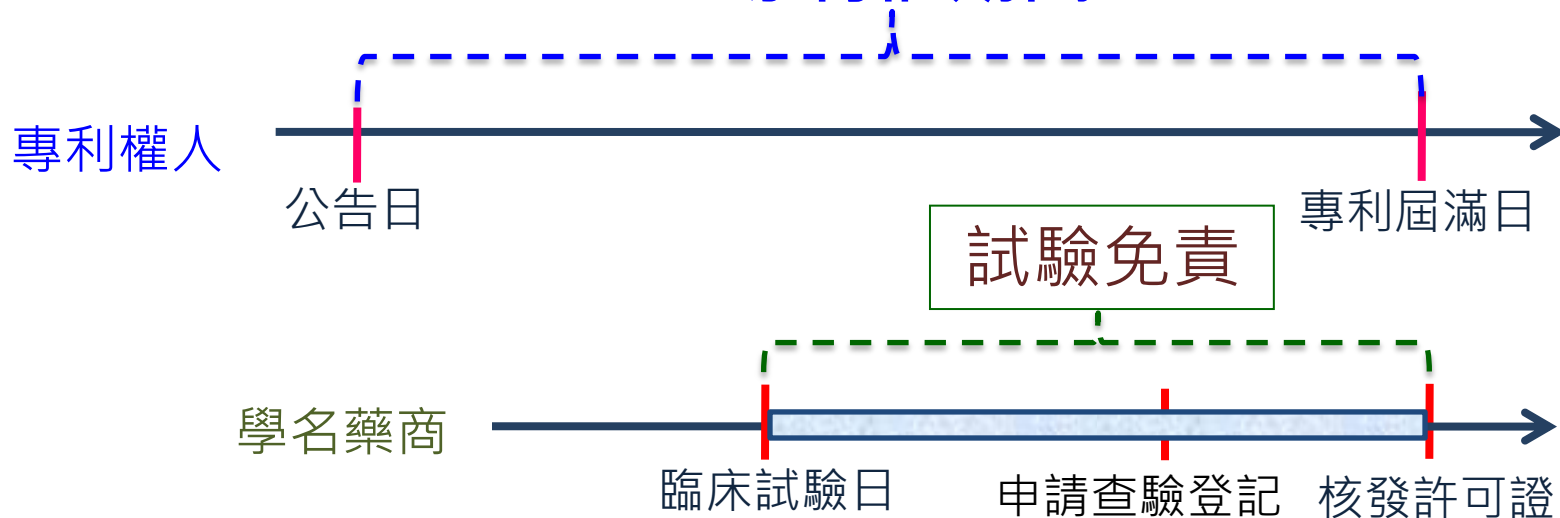 專利權人
公告日
專利屆滿日
試驗免責
學名藥商
臨床試驗日
申請查驗登記
核發許可證